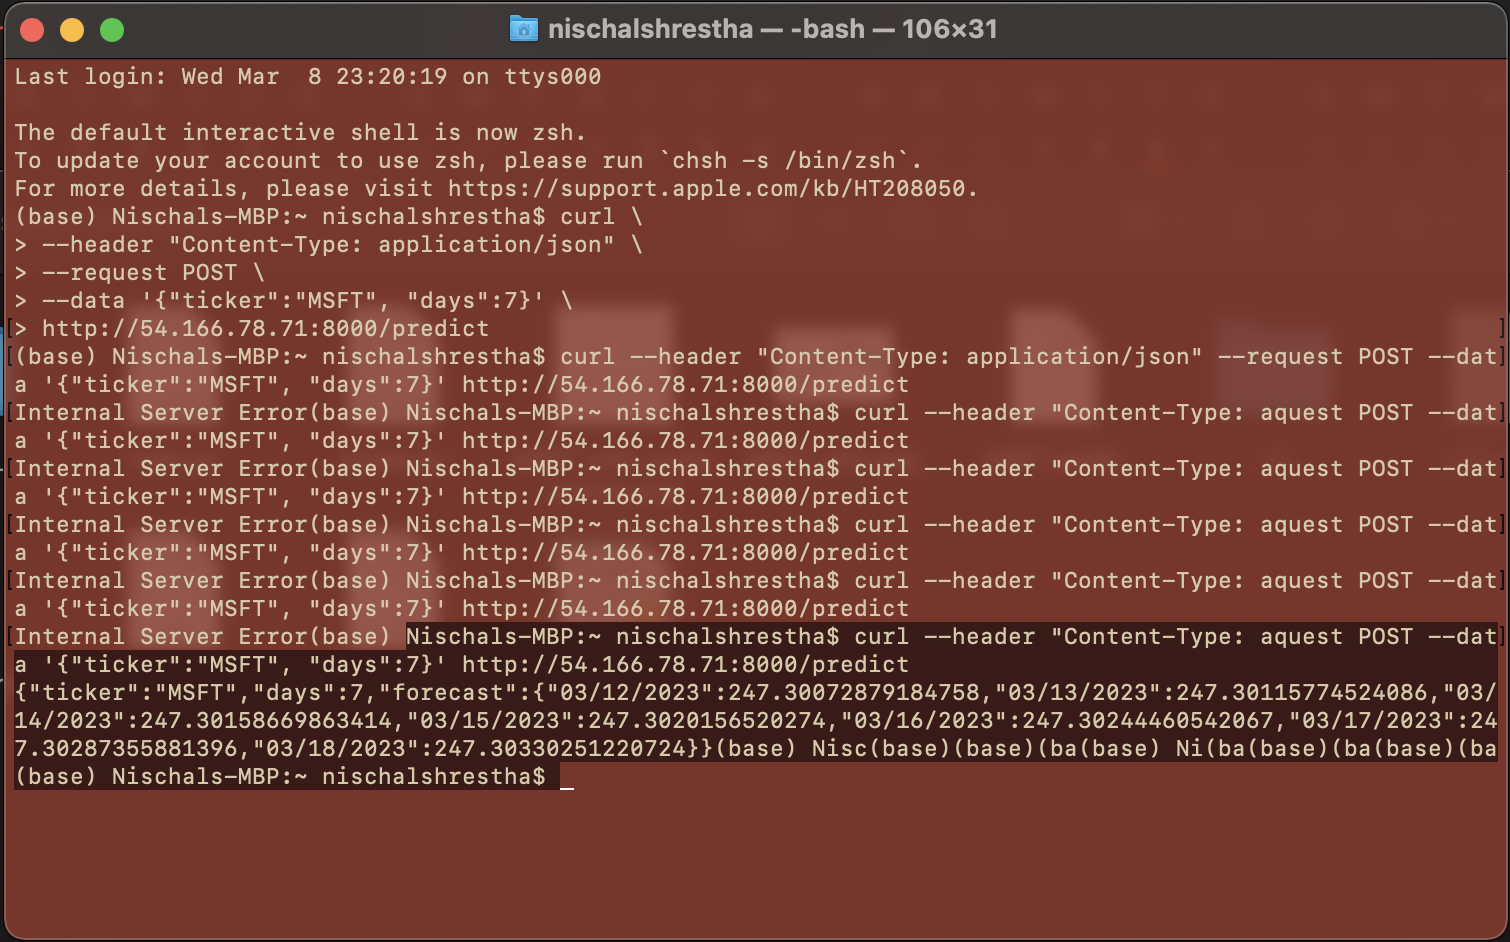 nischalshrestha — -bash — 106×31
Last login: Wed Mar  8 23:20:19 on ttys000
The default interactive shell is now zsh.
To update your account to use zsh, please run `chsh -s /bin/zsh`.
For more details, please visit https://support.apple.com/kb/HT208050.
(base) Nischals-MBP:~ nischalshrestha$ curl \
> --header "Content-Type: application/json" \
> --request POST \
> --data '{"ticker":"MSFT", "days":7}' \
[> http://54.166.78.71:8000/predict ]
[(base) Nischals-MBP:~ nischalshrestha$ curl --header "Content-Type: application/json" --request POST --dat]
a '{"ticker":"MSFT", "days":7}' http://54.166.78.71:8000/predict
[Internal Server Error(base) Nischals-MBP:~ nischalshrestha$ curl --header "Content-Type: aquest POST --dat]
a '{"ticker":"MSFT", "days":7}' http://54.166.78.71:8000/predict
[Internal Server Error(base) Nischals-MBP:~ nischalshrestha$ curl --header "Content-Type: aquest POST --dat]
a '{"ticker":"MSFT", "days":7}' http://54.166.78.71:8000/predict
[Internal Server Error(base) Nischals-MBP:~ nischalshrestha$ curl --header "Content-Type: aquest POST --dat]
a '{"ticker":"MSFT", "days":7}' http://54.166.78.71:8000/predict
[Internal Server Error(base) Nischals-MBP:~ nischalshrestha$ curl --header "Content-Type: aquest POST --dat]
a '{"ticker":"MSFT", "days":7}' http://54.166.78.71:8000/predict
[Internal Server Error(base) Nischals-MBP:~ nischalshrestha$ curl --header "Content-Type: aquest POST --dat]
a '{"ticker":"MSFT", "days":7}' http://54.166.78.71:8000/predict
{"ticker":"MSFT","days":7,"forecast":{"03/12/2023":247.30072879184758,"03/13/2023":247.30115774524086,"03/
14/2023":247.30158669863414,"03/15/2023":247.3020156520274,"03/16/2023":247.30244460542067,"03/17/2023":24
7.30287355881396,"03/18/2023":247.30330251220724}}(base) Nisc(base)(base)(ba(base) Ni(ba(base)(ba(base)(ba
(base) Nischals-MBP:~ nischalshrestha$